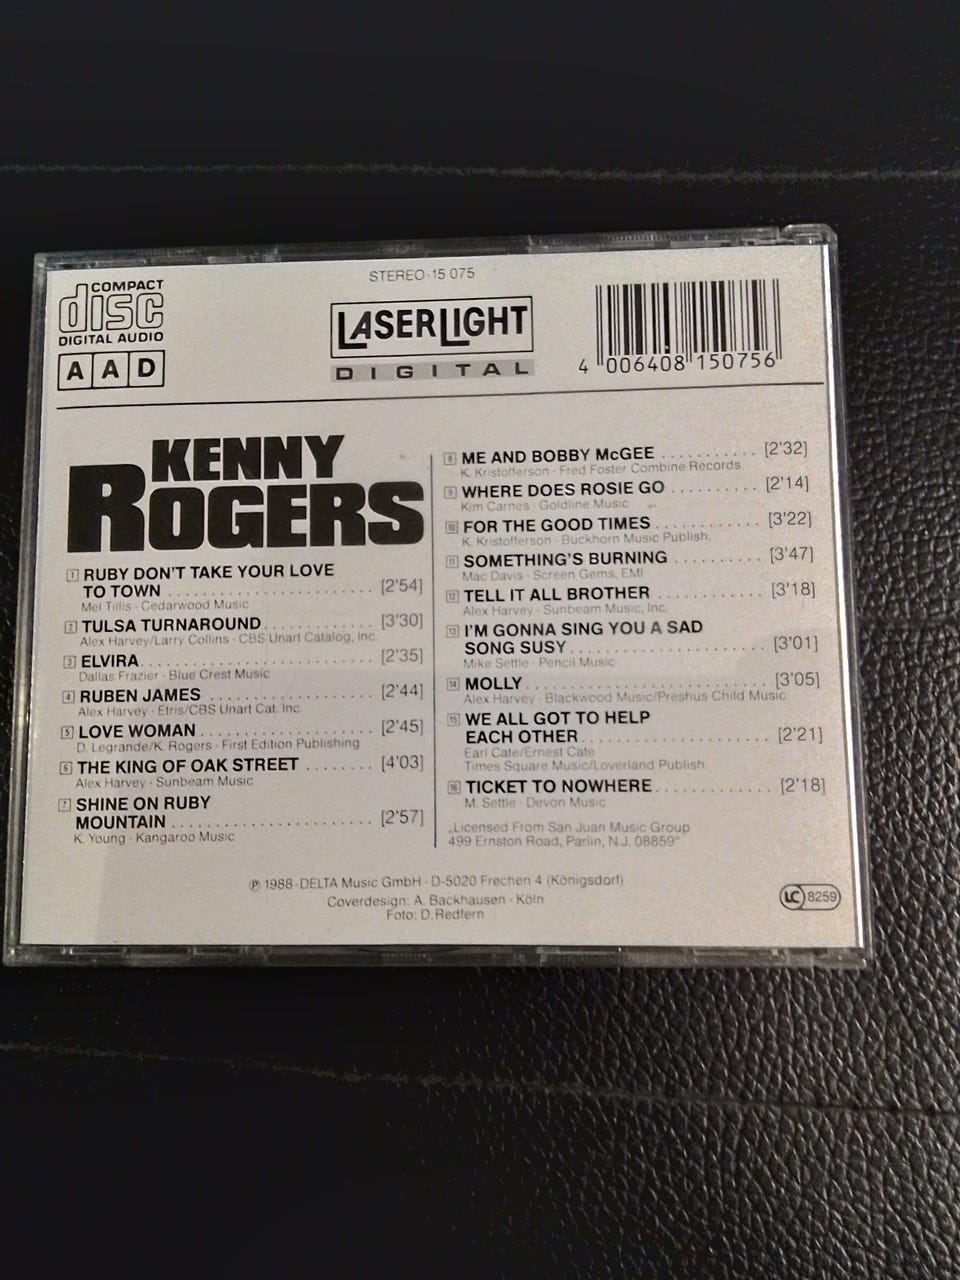 COMPACT
disc
DIGITAL AUDIO
A A D
STEREO·15 075
LASERLIGHT
DIGITAL
4 006408 150756
KENNY
ROGERS
1 RUBY DON'T TAKE YOUR LOVE
TO TOWN . . . . . . . . . . . . . . . . . . . . . . [2'54]
Mel Tillis · Cedarwood Music
2 TULSA TURNAROUND . . . . . . . . . . . . [3'30]
Alex Harvey/Larry Collins · CBS Unart Catalog, Inc.
3 ELVIRA . . . . . . . . . . . . . . . . . . . . . . . . [2'35]
Dallas Frazier · Blue Crest Music
4 RUBEN JAMES . . . . . . . . . . . . . . . . . [2'44]
Alex Harvey · Etris/CBS Unart Cat. Inc.
5 LOVE WOMAN . . . . . . . . . . . . . . . . . . [2'45]
D. Legrande/K. Rogers · First Edition Publishing
6 THE KING OF OAK STREET . . . . . . . . [4'03]
Alex Harvey · Sunbeam Music
7 SHINE ON RUBY
MOUNTAIN . . . . . . . . . . . . . . . . . . . . . [2'57]
K. Young · Kangaroo Music
8 ME AND BOBBY McGEE . . . . . . . . . . . [2'32]
K. Kristofferson · Fred Foster Combine Records
9 WHERE DOES ROSIE GO . . . . . . . . . . [2'14]
Kim Carnes · Goldline Music
10 FOR THE GOOD TIMES . . . . . . . . . . . . [3'22]
K. Kristofferson · Buckhorn Music Publish.
11 SOMETHING'S BURNING . . . . . . . . . . [3'47]
Mac Davis · Screen Gems, EMI
12 TELL IT ALL BROTHER . . . . . . . . . . . . [3'18]
Alex Harvey · Sunbeam Music, Inc.
13 I'M GONNA SING YOU A SAD
SONG SUSY . . . . . . . . . . . . . . . . . . . . [3'01]
Mike Settle · Pencil Music
14 MOLLY . . . . . . . . . . . . . . . . . . . . . . . . [3'05]
Alex Harvey · Blackwood Music/Preshus Child Music
15 WE ALL GOT TO HELP
EACH OTHER . . . . . . . . . . . . . . . . . . . [2'21]
Earl Cate/Ernest Cate
Times Square Music/Loverland Publish.
16 TICKET TO NOWHERE . . . . . . . . . . . . [2'18]
M. Settle · Devon Music
„Licensed From San Juan Music Group
499 Ernston Road, Parlin, N.J. 08859"
℗ 1988 · DELTA Music GmbH · D-5020 Frechen 4 (Königsdorf)
Coverdesign: A. Backhausen · Köln
Foto: D. Redfern
LC 8259